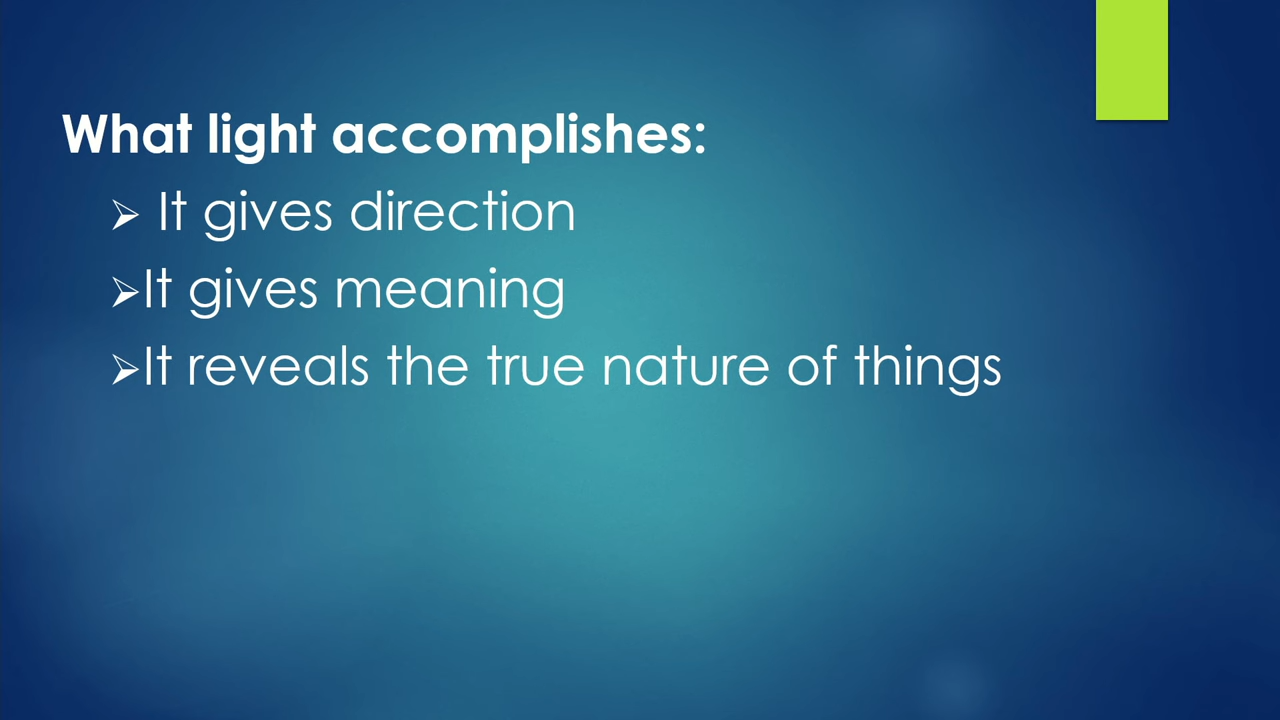 What light accomplishes:
➢ It gives direction
➢It gives meaning
➢It reveals the true nature of things